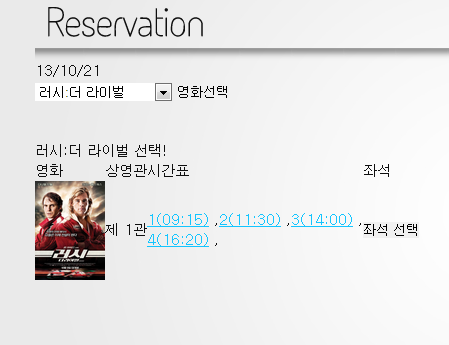 Reservation
13/10/21
러시:더 라이벌 영화선택
러시:더 라이벌 선택!
영화 상영관시간표 좌석
제 1관 1(09:15) ,2(11:30) ,3(14:00) , 좌석 선택
4(16:20) ,
러시